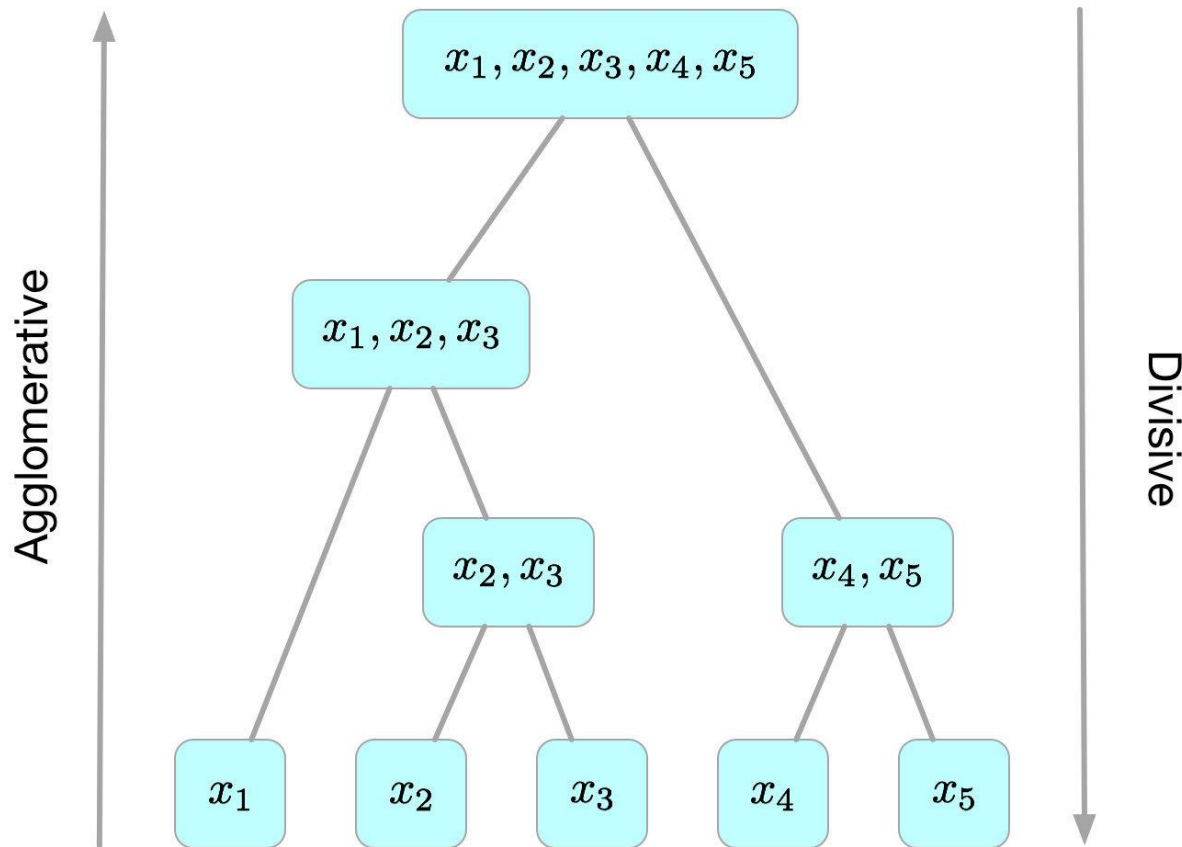 x₁, x₂, x₃, x₄, x₅
Agglomerative
x₁, x₂, x₃
Divisive
x₂, x₃
x₄, x₅
x₁
x₂
x₃
x₄
x₅